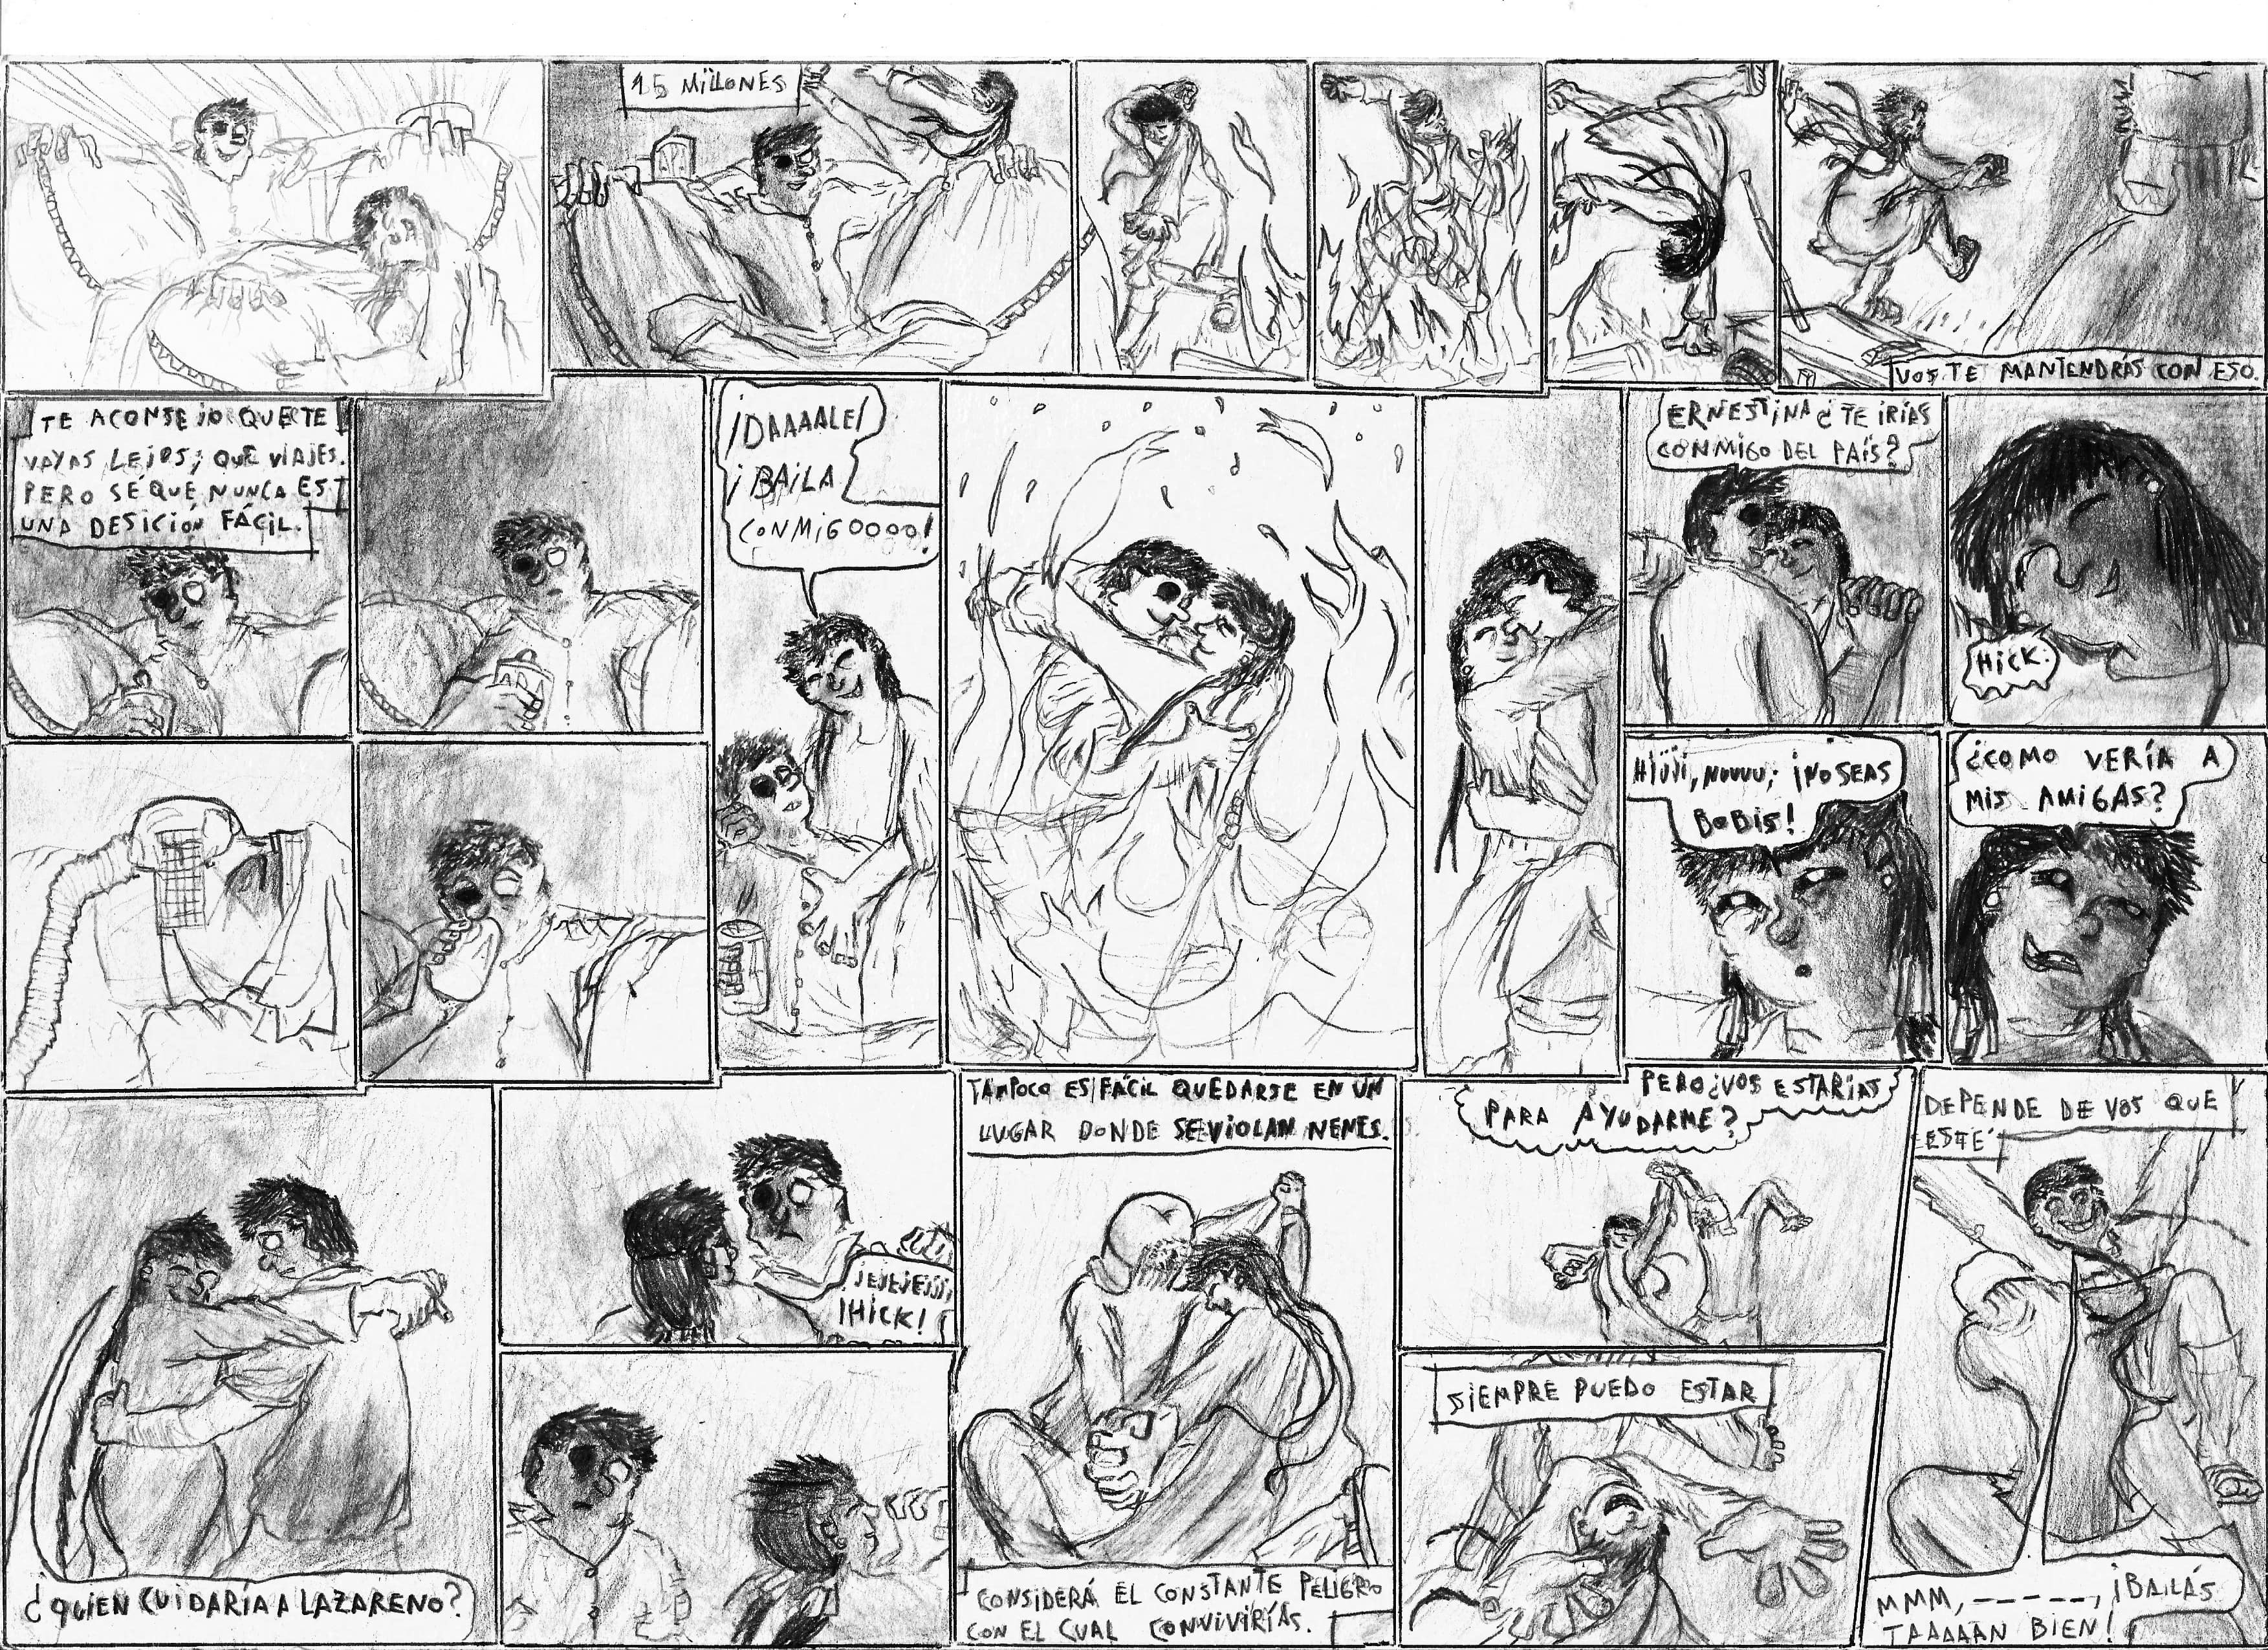 15 MILLONES
VOS TE MANTENDRÁS CON ESO.
TE ACONSEJO QUE TE
VAYAS LEJOS; QUE VIAJES.
PERO SÉ QUE NUNCA ES
UNA DESICIÓN FÁCIL.
¡DAAAALE!
¡BAILA
CONMIGOOOO!
ERNESTINA ¿TE IRÍAS
CONMIGO DEL PAÍS?
HICK.
HIIIII, NUUUU; ¡NO SEAS
BOBIS!
¿COMO VERÍA A
MIS AMIGAS?
¿QUIEN CUIDARÍA A LAZARENO?
¡HICK!
TAMPOCO ES FÁCIL QUEDARSE EN UN
LUGAR DONDE SE VIOLAN NENES.
CONSIDERÁ EL CONSTANTE PELIGRO
CON EL CUAL CONVIVIRÍAS.
PERO ¿VOS ESTARÍAS
PARA AYUDARME?
SIEMPRE PUEDO ESTAR
DEPENDE DE VOS QUE
ESTÉ
MMM, -----, ¡BAILÁS
TAAAAAN BIEN!